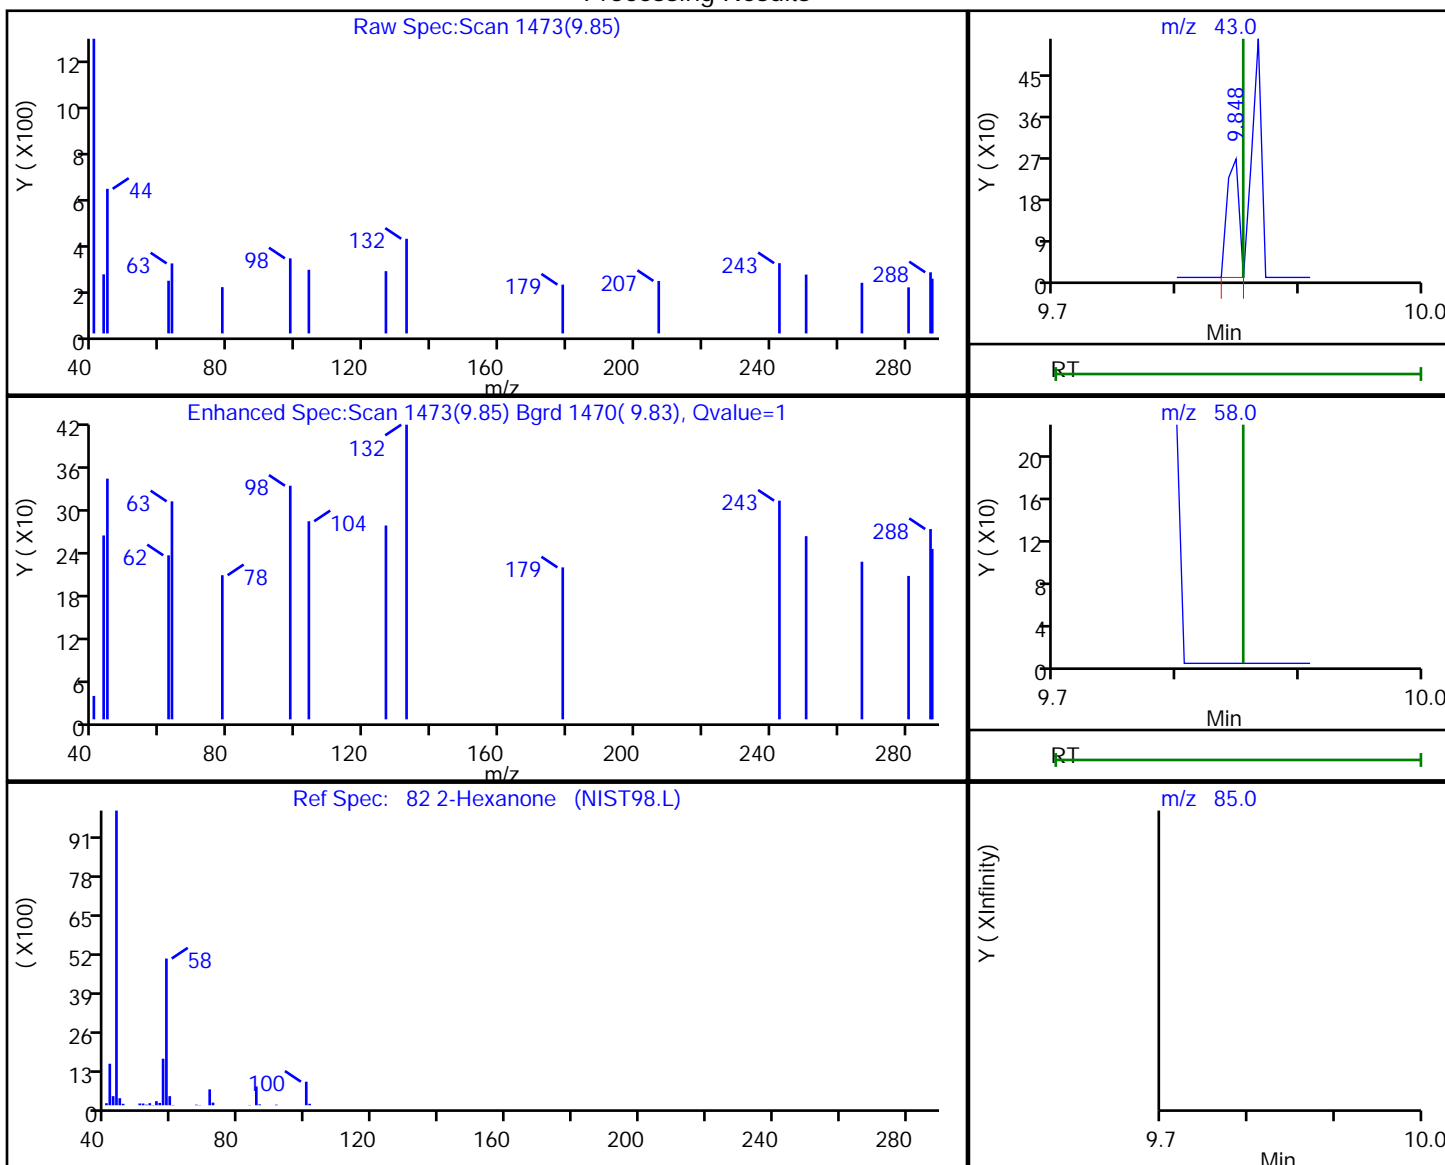 Processing Results
Raw Spec:Scan 1473(9.85)
Y ( X100)
12
10
8
6
4
2
0
44
63
98
132
179
207
243
288
40 80 120 160 200 240 280
m/z
m/z 43.0
Y ( X10)
45
36
27
18
9
0
9.848
9.7 10.0
Min
RT
Enhanced Spec:Scan 1473(9.85) Bgrd 1470( 9.83), Qvalue=1
Y ( X10)
42
36
30
24
18
12
6
0
63
62
78
98
104
132
179
243
288
40 80 120 160 200 240 280
m/z
m/z 58.0
Y ( X10)
20
16
12
8
4
0
9.7 10.0
Min
RT
Ref Spec: 82 2-Hexanone (NIST98.L)
( X100)
91
78
65
52
39
26
13
0
58
100
40 80 120 160 200 240 280
m/z 85.0
Y ( XInfinity)
9.7 10.0
Min